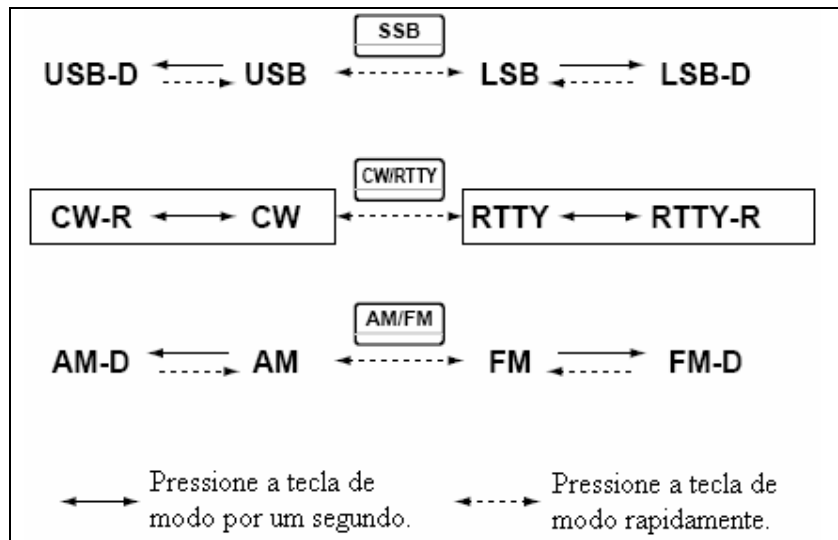 SSB
USB-D USB LSB LSB-D
CW/RTTY
CW-R CW RTTY RTTY-R
AM/FM
AM-D AM FM FM-D
Pressione a tecla de
modo por um segundo.
Pressione a tecla de
modo rapidamente.